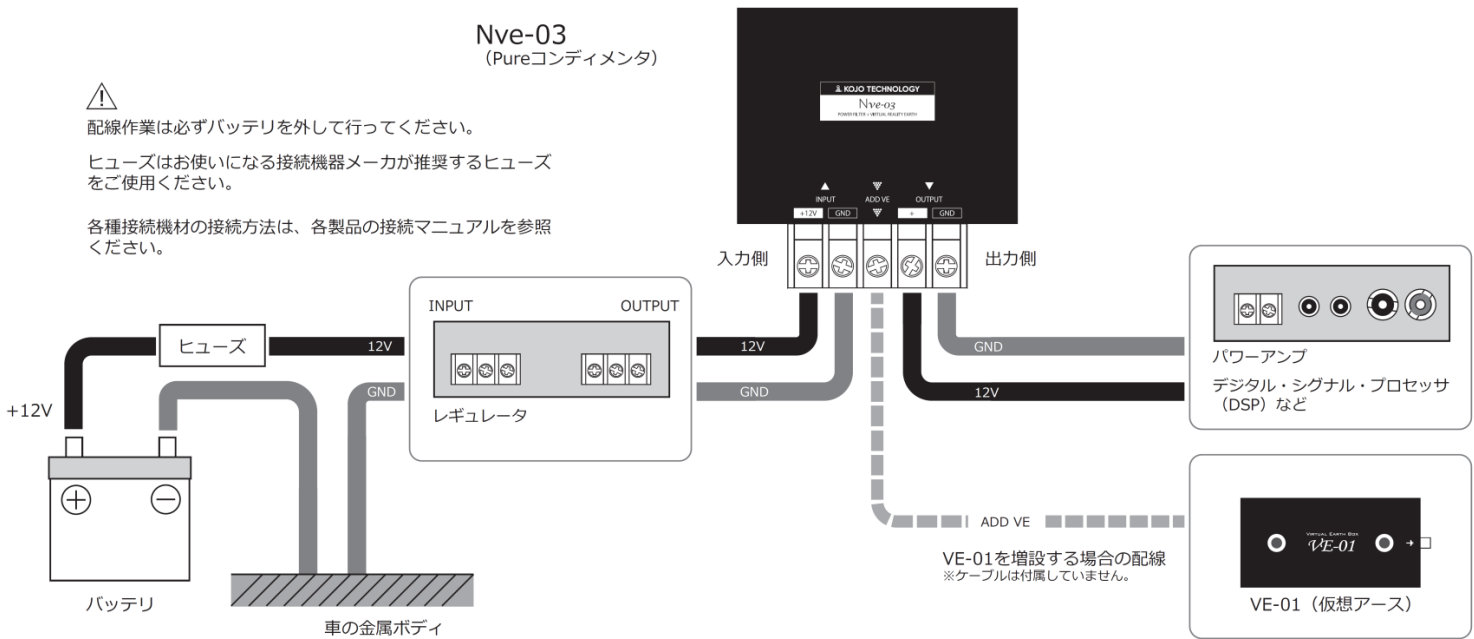 Nve-03
（Pureコンディメンタ）
配線作業は必ずバッテリを外して行ってください。
ヒューズはお使いになる接続機器メーカが推奨するヒューズ
をご使用ください。
各種接続機材の接続方法は、各製品の接続マニュアルを参照
ください。
KOJO TECHNOLOGY
Nve-03
POWER FILTER + VIRTUAL REALITY EARTH
INPUT
ADD VE
OUTPUT
+12V
GND
+
GND
入力側
出力側
INPUT
OUTPUT
レギュレータ
ヒューズ
12V
GND
12V
GND
GND
12V
パワーアンプ
デジタル・シグナル・プロセッサ
（DSP）など
+12V
バッテリ
車の金属ボディ
ADD VE
VE-01を増設する場合の配線
※ケーブルは付属していません。
VIRTUAL EARTH BOX
VE-01
VE-01（仮想アース）